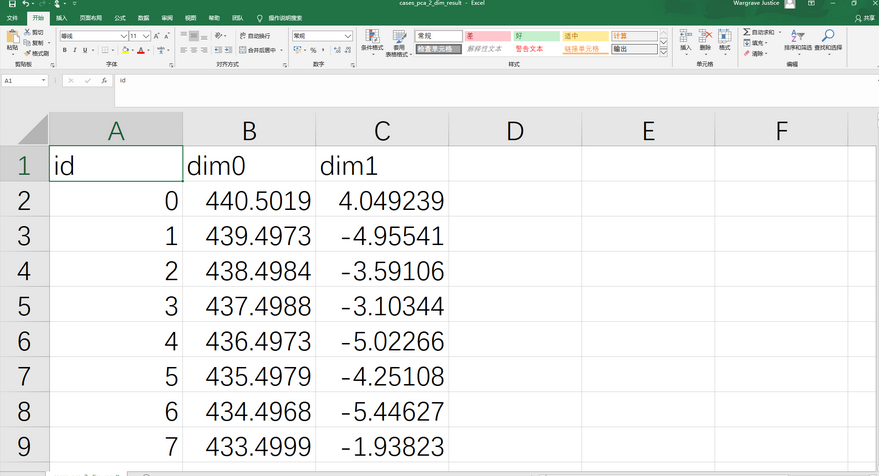 cases_pca_2_dim_result - Excel
Wargrave Justice
文件 开始 插入 页面布局 公式 数据 审阅 视图 帮助 团队 操作说明搜索 共享
粘贴 剪切 复制 格式刷 剪贴板
等线 11 B I U 字体
自动换行 合并后居中 对齐方式
常规 % 数字
条件格式 套用表格格式 常规 差 好 适中 计算
检查单元格 解释性文本 警告文本 链接单元格 输出 样式
插入 删除 格式 单元格
自动求和 填充 清除 排序和筛选 查找和选择 编辑
A1 fx id
A B C D E F
1 id dim0 dim1
2 0 440.5019 4.049239
3 1 439.4973 -4.95541
4 2 438.4984 -3.59106
5 3 437.4988 -3.10344
6 4 436.4973 -5.02266
7 5 435.4979 -4.25108
8 6 434.4968 -5.44627
9 7 433.4999 -1.93823